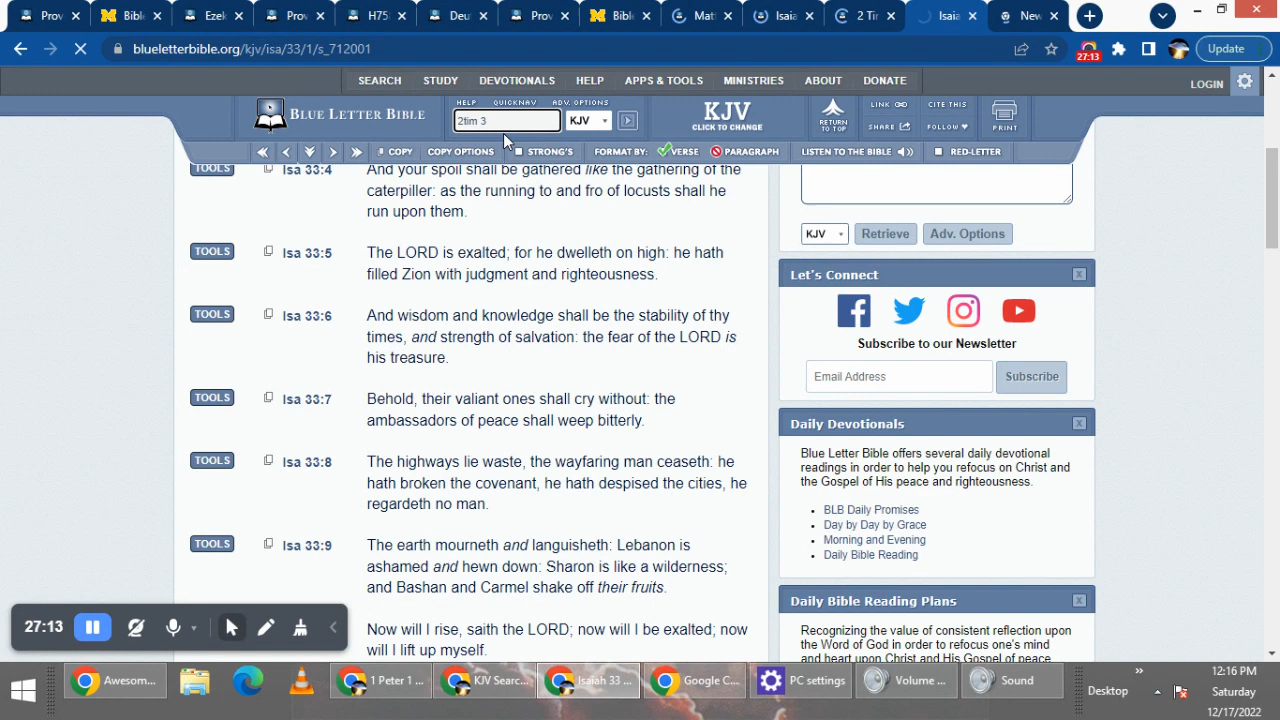 Prov
Bible
Ezek
Prov
H75
Deu
Prov
Bible
Mat
Isaia
2 Tim
Isaia
New
blueletterbible.org/kjv/isa/33/1/s_712001
27:13
Update
SEARCH STUDY DEVOTIONALS HELP APPS & TOOLS MINISTRIES ABOUT DONATE
LOGIN
BLUE LETTER BIBLE
HELP QUICKNAV ADV. OPTIONS
2tim 3
KJV
KJV
CLICK TO CHANGE
RETURN
TO TOP
LINK
CITE THIS
SHARE
FOLLOW
PRINT
COPY COPY OPTIONS STRONG'S FORMAT BY: VERSE PARAGRAPH LISTEN TO THE BIBLE RED-LETTER
TOOLS Isa 33:4 And your spoil shall be gathered like the gathering of the
caterpiller: as the running to and fro of locusts shall he
run upon them.
TOOLS Isa 33:5 The LORD is exalted; for he dwelleth on high: he hath
filled Zion with judgment and righteousness.
TOOLS Isa 33:6 And wisdom and knowledge shall be the stability of thy
times, and strength of salvation: the fear of the LORD is
his treasure.
TOOLS Isa 33:7 Behold, their valiant ones shall cry without: the
ambassadors of peace shall weep bitterly.
TOOLS Isa 33:8 The highways lie waste, the wayfaring man ceaseth: he
hath broken the covenant, he hath despised the cities, he
regardeth no man.
TOOLS Isa 33:9 The earth mourneth and languisheth: Lebanon is
ashamed and hewn down: Sharon is like a wilderness;
and Bashan and Carmel shake off their fruits.
Now will I rise, saith the LORD; now will I be exalted; now
will I lift up myself.
KJV Retrieve Adv. Options
Let's Connect
X
Subscribe to our Newsletter
Email Address Subscribe
Daily Devotionals
X
Blue Letter Bible offers several daily devotional
readings in order to help you refocus on Christ and
the Gospel of His peace and righteousness.
• BLB Daily Promises
• Day by Day by Grace
• Morning and Evening
• Daily Bible Reading
Daily Bible Reading Plans
X
Recognizing the value of consistent reflection upon
the Word of God in order to refocus one's mind
and heart upon Christ and His Gospel of peace,
27:13
Awesom...
1 Peter 1 ...
KJV Searc...
Isaiah 33 ...
Google C...
PC settings
Volume ...
Sound
»
Desktop
12:16 PM
Saturday
12/17/2022